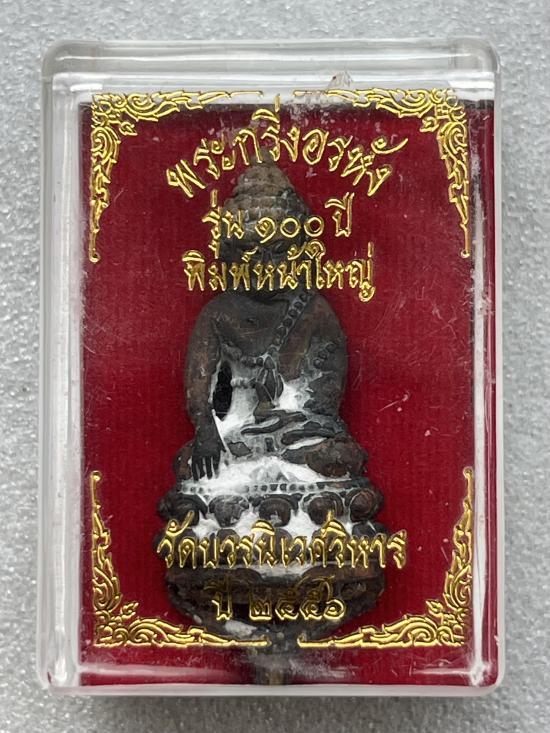 พระกริ่งอรหัง
รุ่น ๑๐๐ ปี
พิมพ์หน้าใหญ่
วัดบวรนิเวศวิหาร
ปี ๒๕๕๖